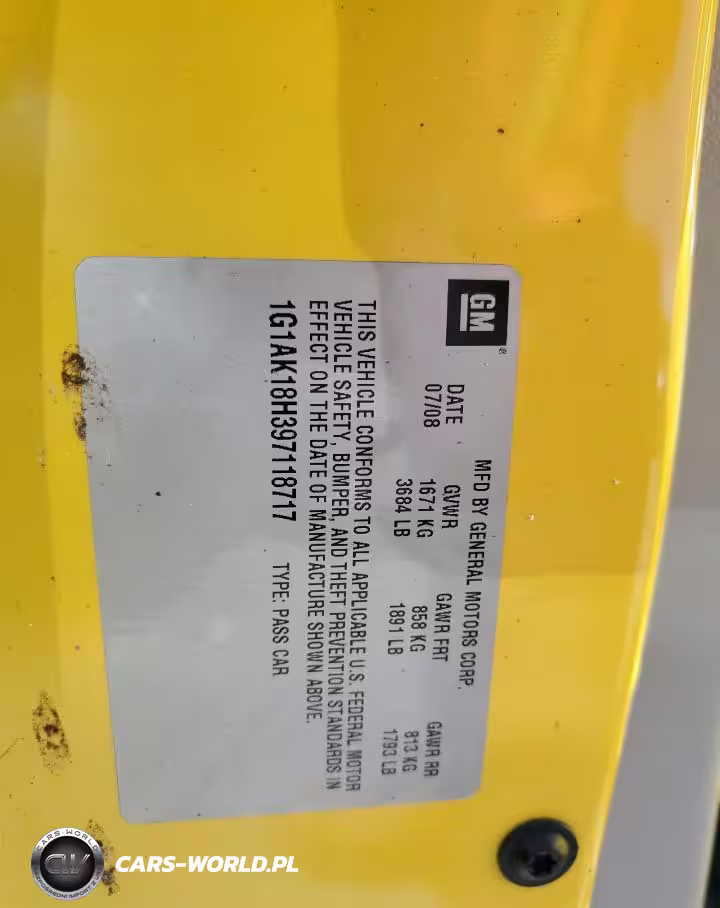 GM®
MFD BY GENERAL MOTORS CORP.
DATE GVWR GAWR FRT GAWR RR
07/08 1671 KG 858 KG 813 KG
3684 LB 1891 LB 1793 LB
THIS VEHICLE CONFORMS TO ALL APPLICABLE U.S. FEDERAL MOTOR
VEHICLE SAFETY, BUMPER, AND THEFT PREVENTION STANDARDS IN
EFFECT ON THE DATE OF MANUFACTURE SHOWN ABOVE.
1G1AK18H397118717 TYPE: PASS CAR
CARS-WORLD
CW
CARS-WORLD.PL